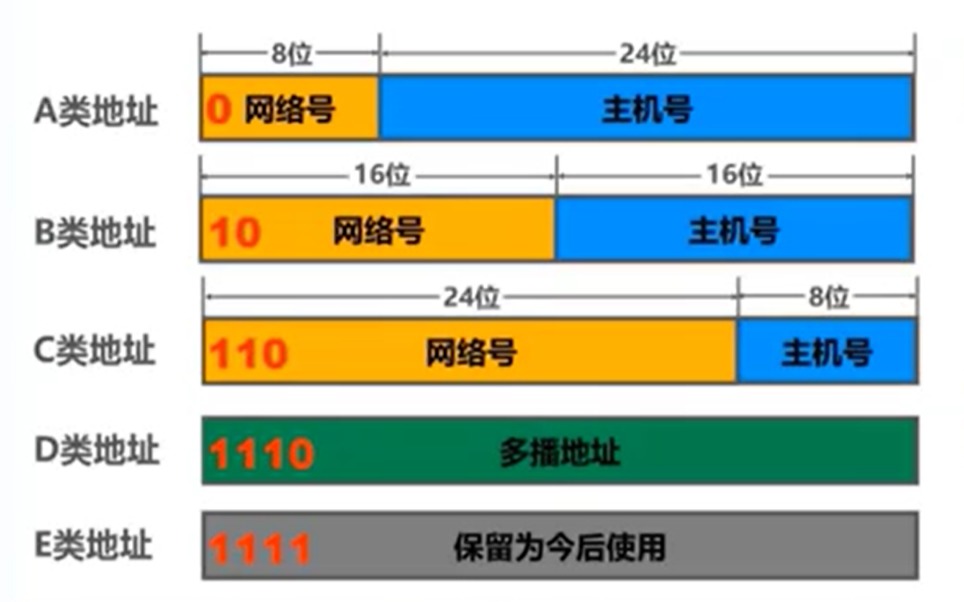 8位 24位
A类地址 0 网络号 主机号
16位 16位
B类地址 10 网络号 主机号
24位 8位
C类地址 110 网络号 主机号
D类地址 1110 多播地址
E类地址 1111 保留为今后使用